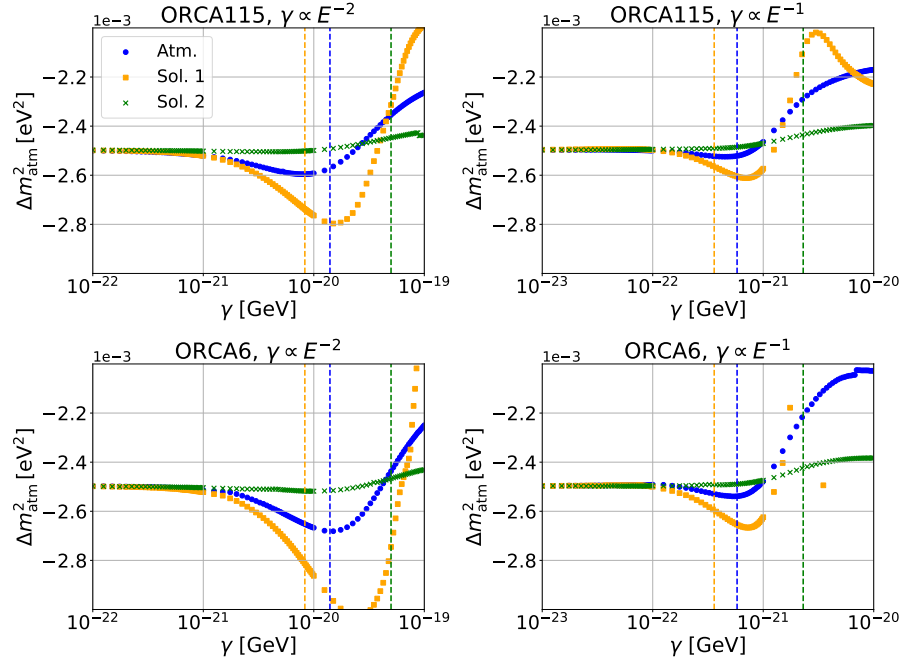 ORCA115, γ ∝ E⁻²
1e−3
Δm²atm [eV²]
−2.2
−2.4
−2.6
−2.8
Atm.
Sol. 1
Sol. 2
10⁻²² 10⁻²¹ 10⁻²⁰ 10⁻¹⁹
γ [GeV]
ORCA115, γ ∝ E⁻¹
1e−3
Δm²atm [eV²]
−2.2
−2.4
−2.6
−2.8
10⁻²³ 10⁻²² 10⁻²¹ 10⁻²⁰
γ [GeV]
ORCA6, γ ∝ E⁻²
1e−3
Δm²atm [eV²]
−2.2
−2.4
−2.6
−2.8
10⁻²² 10⁻²¹ 10⁻²⁰ 10⁻¹⁹
γ [GeV]
ORCA6, γ ∝ E⁻¹
1e−3
Δm²atm [eV²]
−2.2
−2.4
−2.6
−2.8
10⁻²³ 10⁻²² 10⁻²¹ 10⁻²⁰
γ [GeV]